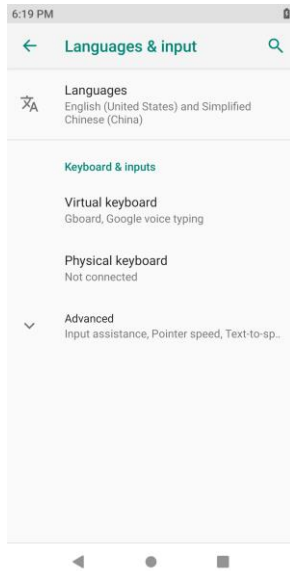 6:19 PM
Languages & input
Languages
English (United States) and Simplified
Chinese (China)
Keyboard & inputs
Virtual keyboard
Gboard, Google voice typing
Physical keyboard
Not connected
Advanced
Input assistance, Pointer speed, Text-to-sp..